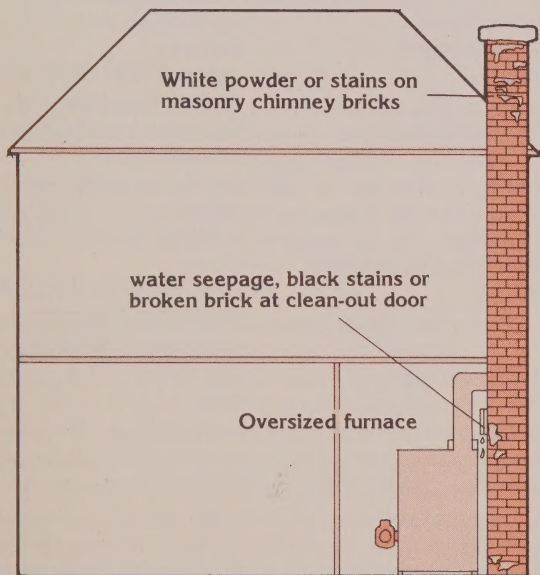 White powder or stains on
masonry chimney bricks
water seepage, black stains or
broken brick at clean-out door
Oversized furnace